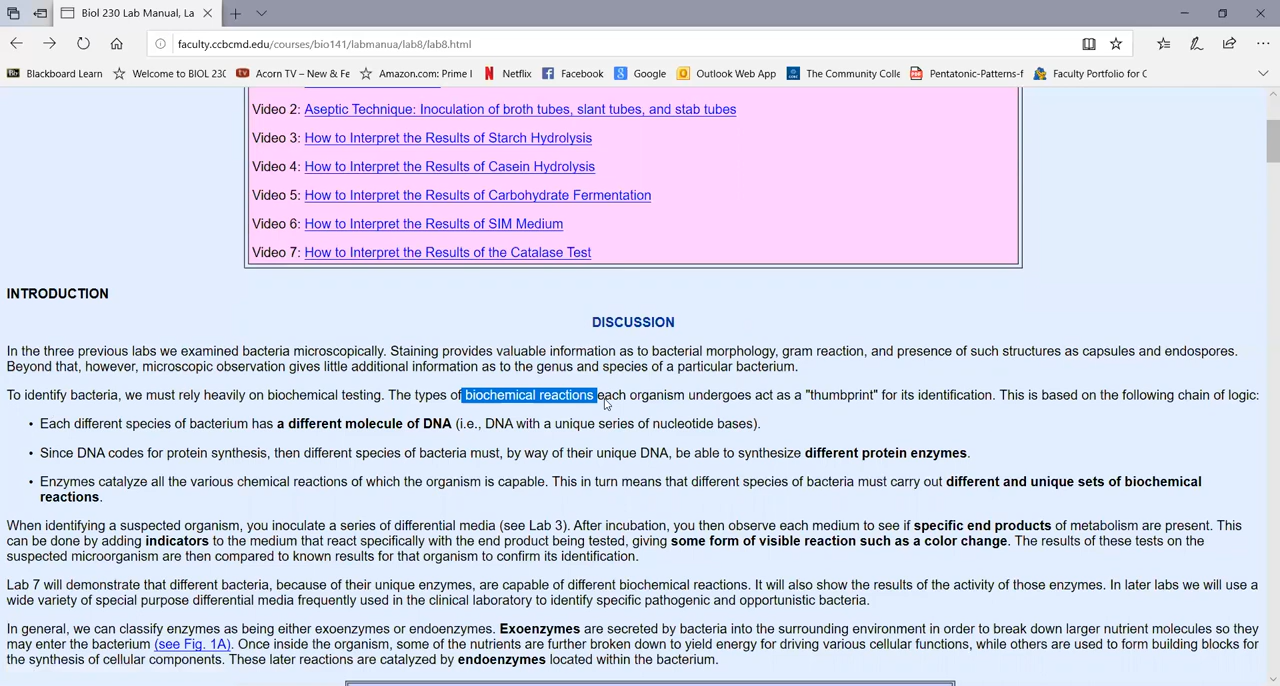 Biol 230 Lab Manual, La
faculty.ccbcmd.edu/courses/bio141/labmanua/lab8/lab8.html
Bb Blackboard Learn Welcome to BIOL 230 Acorn TV – New & Fe Amazon.com: Prime I Netflix Facebook Google Outlook Web App The Community Colle Pentatonic-Patterns-f Faculty Portfolio for C
Video 2: Aseptic Technique: Inoculation of broth tubes, slant tubes, and stab tubes
Video 3: How to Interpret the Results of Starch Hydrolysis
Video 4: How to Interpret the Results of Casein Hydrolysis
Video 5: How to Interpret the Results of Carbohydrate Fermentation
Video 6: How to Interpret the Results of SIM Medium
Video 7: How to Interpret the Results of the Catalase Test
INTRODUCTION
DISCUSSION
In the three previous labs we examined bacteria microscopically. Staining provides valuable information as to bacterial morphology, gram reaction, and presence of such structures as capsules and endospores.
Beyond that, however, microscopic observation gives little additional information as to the genus and species of a particular bacterium.
To identify bacteria, we must rely heavily on biochemical testing. The types of biochemical reactions each organism undergoes act as a "thumbprint" for its identification. This is based on the following chain of logic:
• Each different species of bacterium has a different molecule of DNA (i.e., DNA with a unique series of nucleotide bases).
• Since DNA codes for protein synthesis, then different species of bacteria must, by way of their unique DNA, be able to synthesize different protein enzymes.
• Enzymes catalyze all the various chemical reactions of which the organism is capable. This in turn means that different species of bacteria must carry out different and unique sets of biochemical
reactions.
When identifying a suspected organism, you inoculate a series of differential media (see Lab 3). After incubation, you then observe each medium to see if specific end products of metabolism are present. This
can be done by adding indicators to the medium that react specifically with the end product being tested, giving some form of visible reaction such as a color change. The results of these tests on the
suspected microorganism are then compared to known results for that organism to confirm its identification.
Lab 7 will demonstrate that different bacteria, because of their unique enzymes, are capable of different biochemical reactions. It will also show the results of the activity of those enzymes. In later labs we will use a
wide variety of special purpose differential media frequently used in the clinical laboratory to identify specific pathogenic and opportunistic bacteria.
In general, we can classify enzymes as being either exoenzymes or endoenzymes. Exoenzymes are secreted by bacteria into the surrounding environment in order to break down larger nutrient molecules so they
may enter the bacterium (see Fig. 1A). Once inside the organism, some of the nutrients are further broken down to yield energy for driving various cellular functions, while others are used to form building blocks for
the synthesis of cellular components. These later reactions are catalyzed by endoenzymes located within the bacterium.